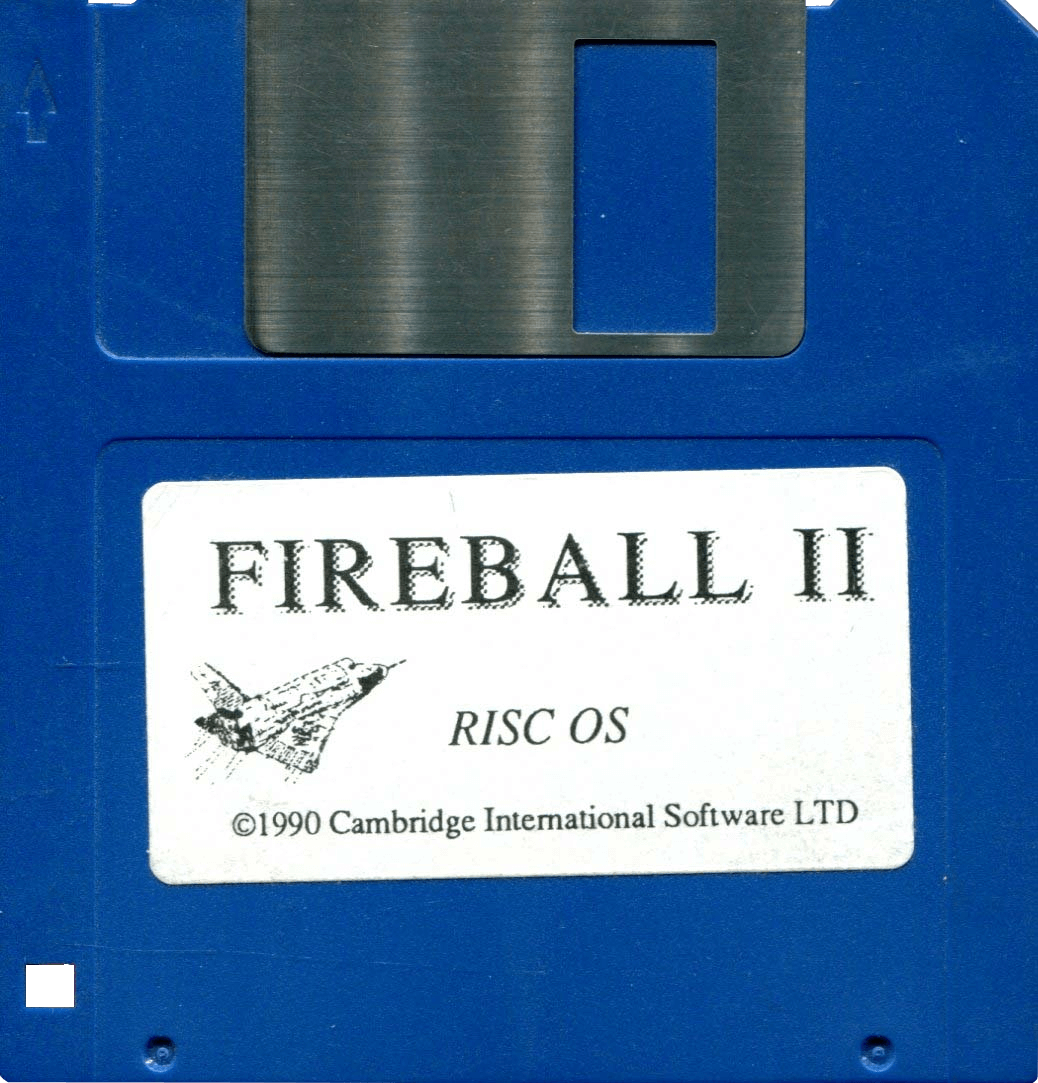 FIREBALL II
RISC OS
©1990 Cambridge International Software LTD